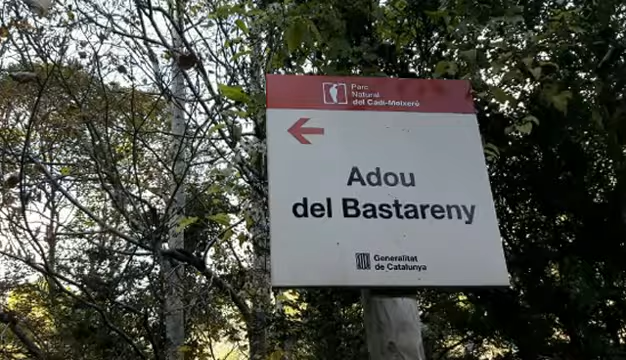 Parc
Natural
del Cadí-Moixeró
Adou
del Bastareny
Generalitat
de Catalunya